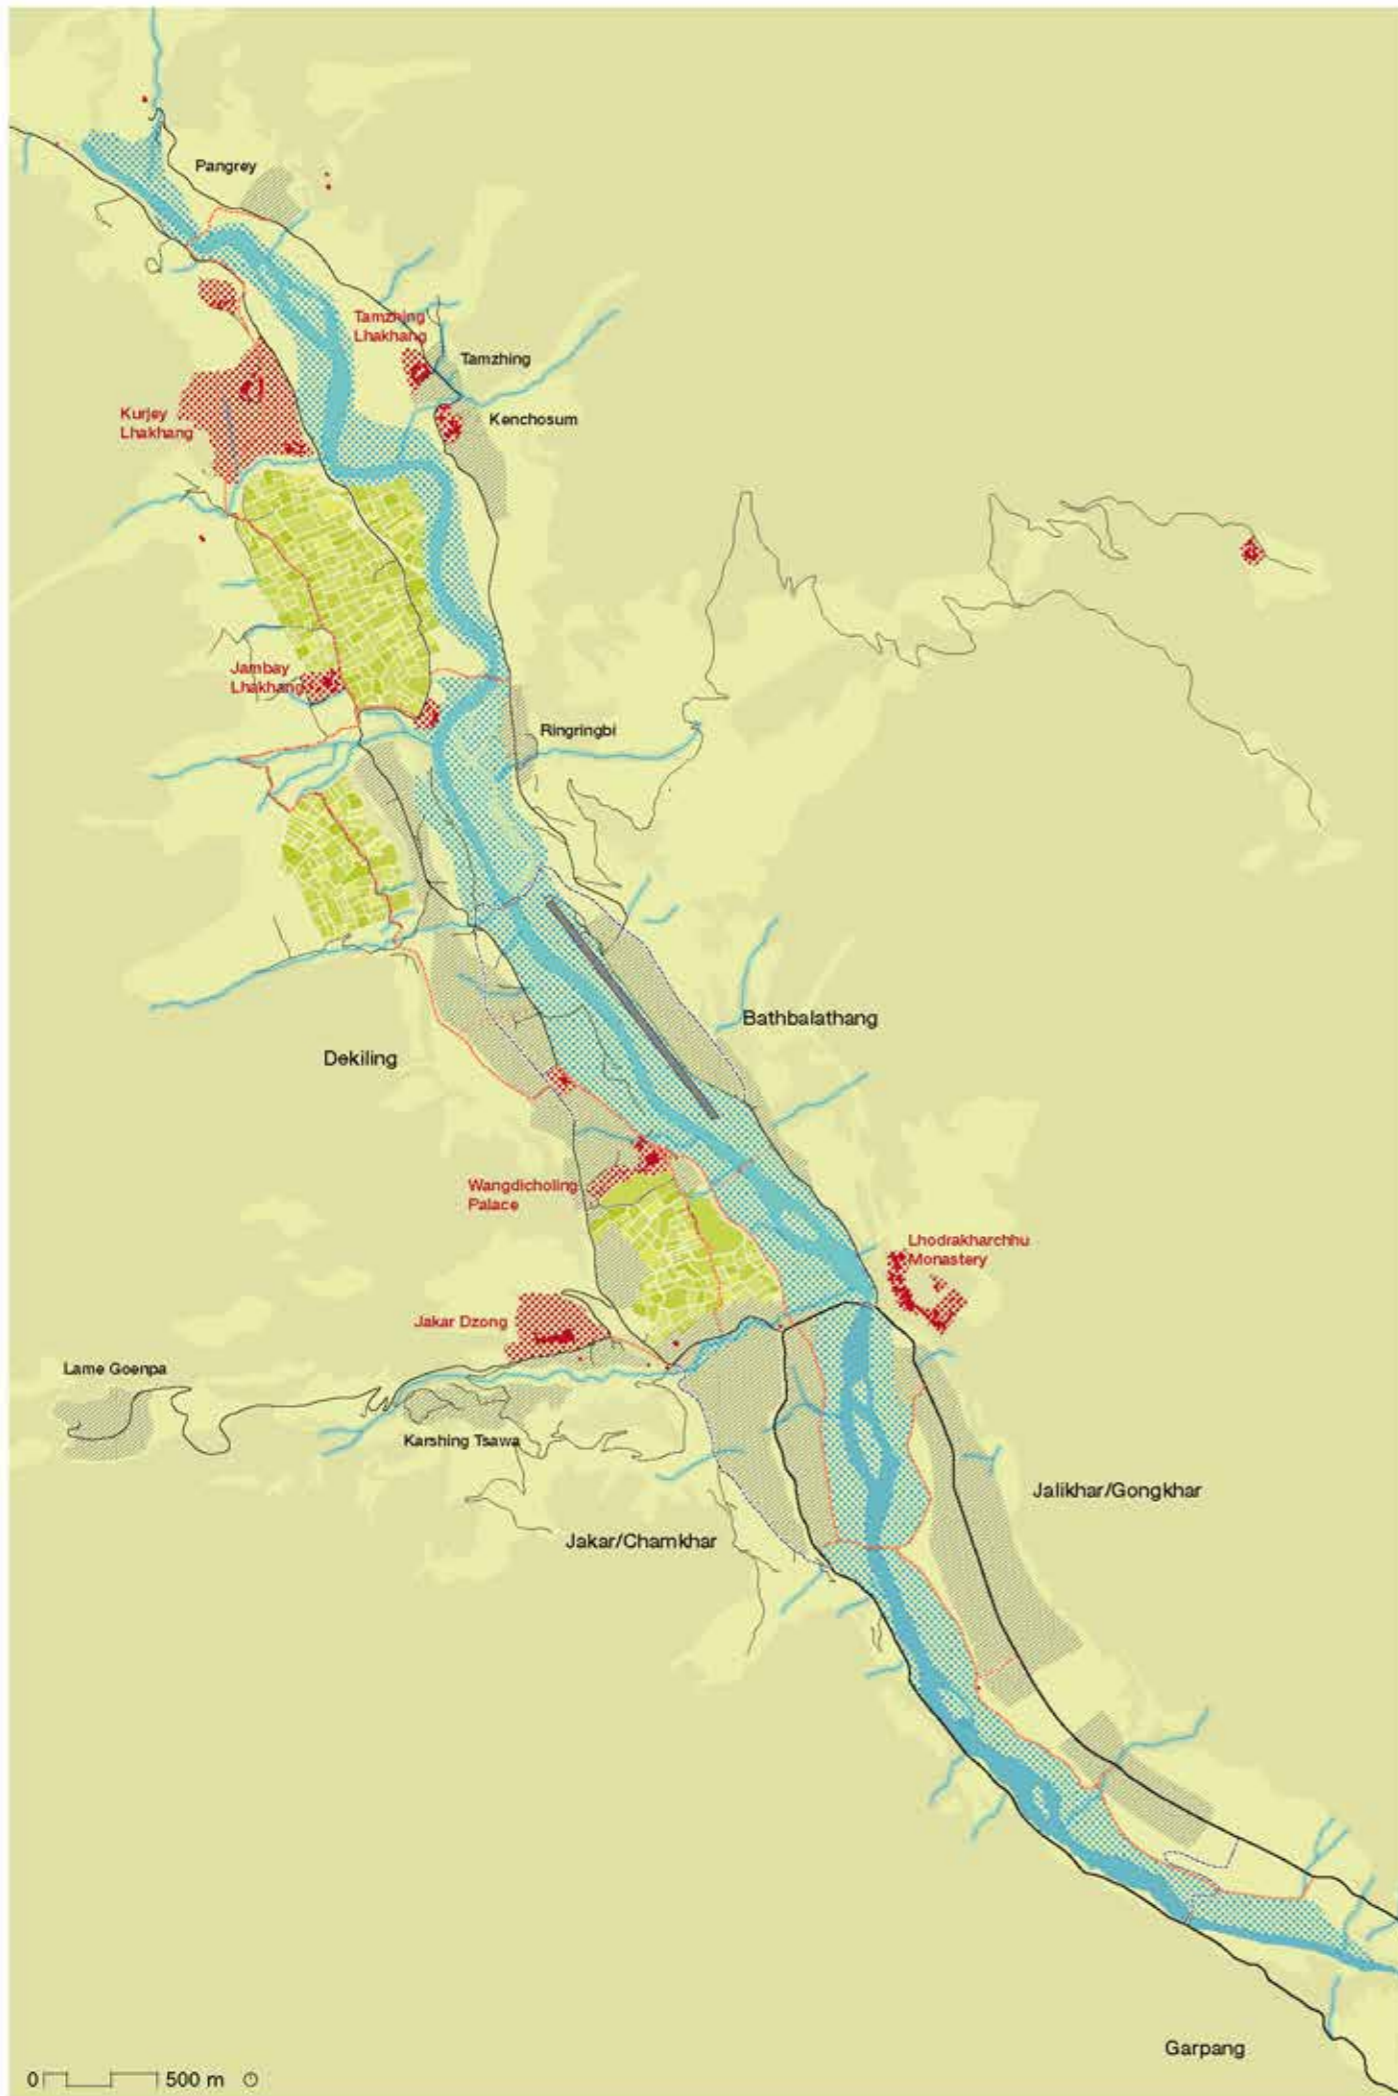 Pangrey
Tamzhing
Lhakhang
Tamzhing
Kurjey
Lhakhang
Kenchosum
Jambay
Lhakhang
Ringringbi
Bathbalathang
Dekiling
Wangdicholing
Palace
Lhodrakharchhu
Monastery
Jakar Dzong
Lame Goenpa
Karshing Tsawa
Jalikhar/Gongkhar
Jakar/Chamkhar
Garpang
0 500 m